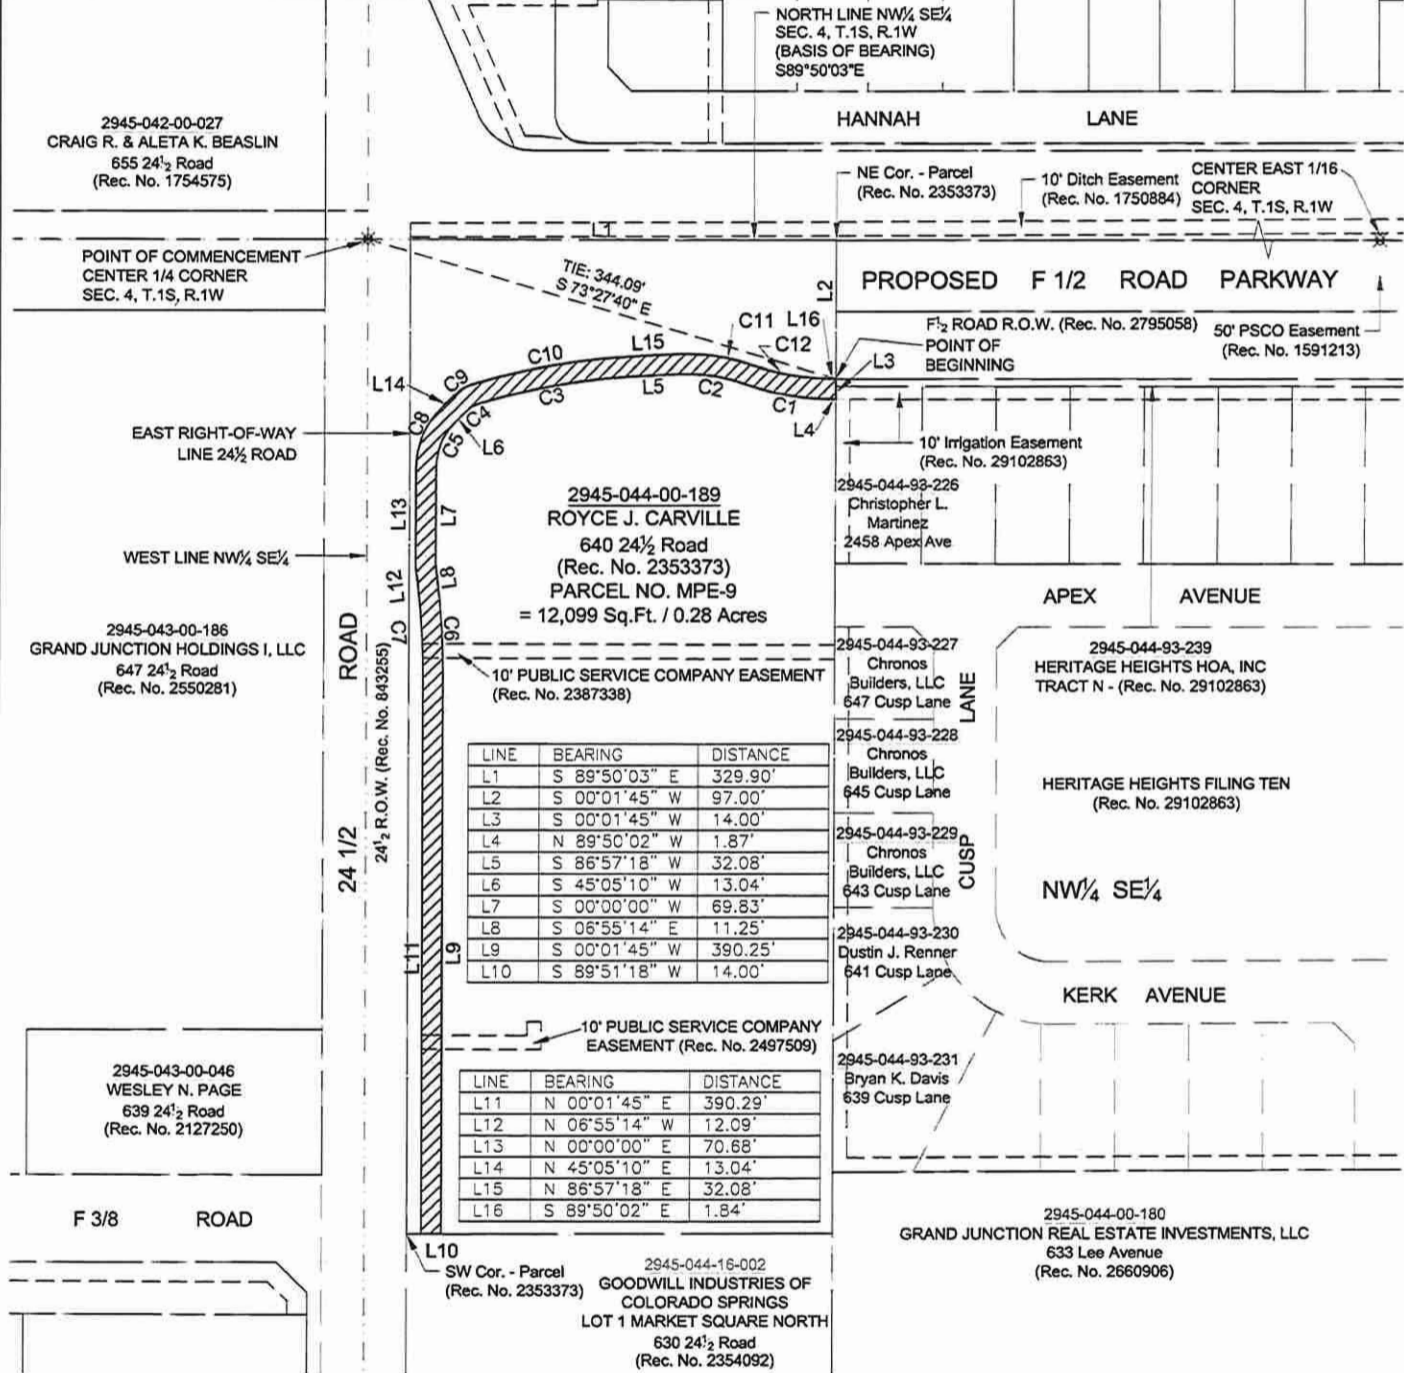 NORTH LINE NW¼ SE¼
SEC. 4, T.1S, R.1W
(BASIS OF BEARING)
S89°50'03"E
HANNAH LANE
2945-042-00-027
CRAIG R. & ALETA K. BEASLIN
655 24½ Road
(Rec. No. 1754575)
NE Cor. - Parcel
(Rec. No. 2353373)
10' Ditch Easement
(Rec. No. 1750884)
CENTER EAST 1/16
CORNER
SEC. 4, T.1S, R.1W
L1
POINT OF COMMENCEMENT
CENTER 1/4 CORNER
SEC. 4, T.1S, R.1W
TIE: 344.09'
S 73°27'40" E
L2
PROPOSED F 1/2 ROAD PARKWAY
C11 L16
C12
F½ ROAD R.O.W. (Rec. No. 2795058)
POINT OF
BEGINNING
50' PSCO Easement
(Rec. No. 1591213)
L15
C10
L3
L14
C9
L5
C2
C3
C1
C8
C4
L4
C5
L6
EAST RIGHT-OF-WAY
LINE 24½ ROAD
10' Irrigation Easement
(Rec. No. 29102863)
L13
L7
2945-044-00-189
ROYCE J. CARVILLE
640 24½ Road
(Rec. No. 2353373)
PARCEL NO. MPE-9
= 12,099 Sq.Ft. / 0.28 Acres
2945-044-93-226
Christopher L.
Martinez
2458 Apex Ave
WEST LINE NW¼ SE¼
L12
L8
APEX AVENUE
C7
C6
2945-043-00-186
GRAND JUNCTION HOLDINGS I, LLC
647 24½ Road
(Rec. No. 2550281)
24 1/2 ROAD
24½ R.O.W. (Rec. No. 843255)
10' PUBLIC SERVICE COMPANY EASEMENT
(Rec. No. 2387338)
2945-044-93-227
Chronos
Builders, LLC
647 Cusp Lane
CUSP LANE
2945-044-93-239
HERITAGE HEIGHTS HOA, INC
TRACT N - (Rec. No. 29102863)
2945-044-93-228
Chronos
Builders, LLC
645 Cusp Lane
HERITAGE HEIGHTS FILING TEN
(Rec. No. 29102863)
LINE BEARING DISTANCE
L1 S 89°50'03" E 329.90'
L2 S 00°01'45" W 97.00'
L3 S 00°01'45" W 14.00'
L4 N 89°50'02" W 1.87'
L5 S 86°57'18" W 32.08'
L6 S 45°05'10" W 13.04'
L7 S 00°00'00" W 69.83'
L8 S 06°55'14" E 11.25'
L9 S 00°01'45" W 390.25'
L10 S 89°51'18" W 14.00'
2945-044-93-229
Chronos
Builders, LLC
643 Cusp Lane
NW¼ SE¼
2945-044-93-230
Dustin J. Renner
641 Cusp Lane
L11
L9
KERK AVENUE
10' PUBLIC SERVICE COMPANY
EASEMENT (Rec. No. 2497509)
2945-043-00-046
WESLEY N. PAGE
639 24½ Road
(Rec. No. 2127250)
2945-044-93-231
Bryan K. Davis
639 Cusp Lane
LINE BEARING DISTANCE
L11 N 00°01'45" E 390.29'
L12 N 06°55'14" W 12.09'
L13 N 00°00'00" E 70.68'
L14 N 45°05'10" E 13.04'
L15 N 86°57'18" E 32.08'
L16 S 89°50'02" E 1.84'
F 3/8 ROAD
2945-044-00-180
GRAND JUNCTION REAL ESTATE INVESTMENTS, LLC
633 Lee Avenue
(Rec. No. 2660906)
L10
SW Cor. - Parcel
(Rec. No. 2353373)
2945-044-16-002
GOODWILL INDUSTRIES OF
COLORADO SPRINGS
LOT 1 MARKET SQUARE NORTH
630 24½ Road
(Rec. No. 2354092)